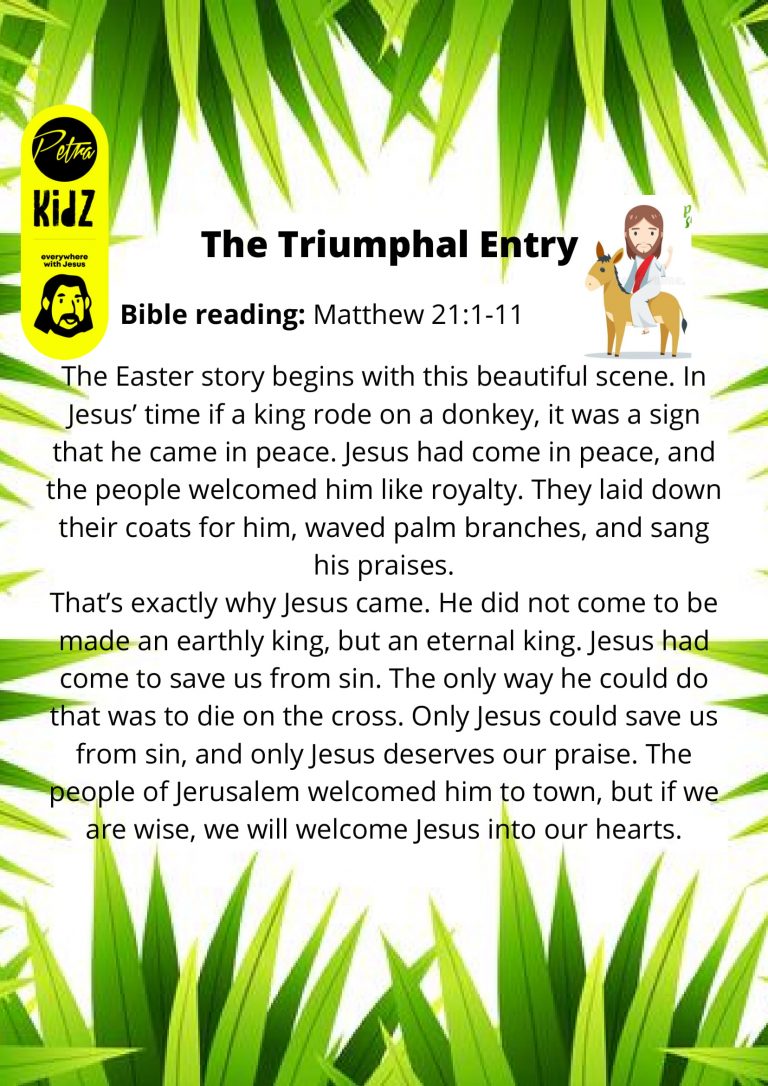 Petra
KidZ
everywhere
with Jesus
The Triumphal Entry
Bible reading: Matthew 21:1-11
The Easter story begins with this beautiful scene. In
Jesus’ time if a king rode on a donkey, it was a sign
that he came in peace. Jesus had come in peace, and
the people welcomed him like royalty. They laid down
their coats for him, waved palm branches, and sang
his praises.
That’s exactly why Jesus came. He did not come to be
made an earthly king, but an eternal king. Jesus had
come to save us from sin. The only way he could do
that was to die on the cross. Only Jesus could save us
from sin, and only Jesus deserves our praise. The
people of Jerusalem welcomed him to town, but if we
are wise, we will welcome Jesus into our hearts.